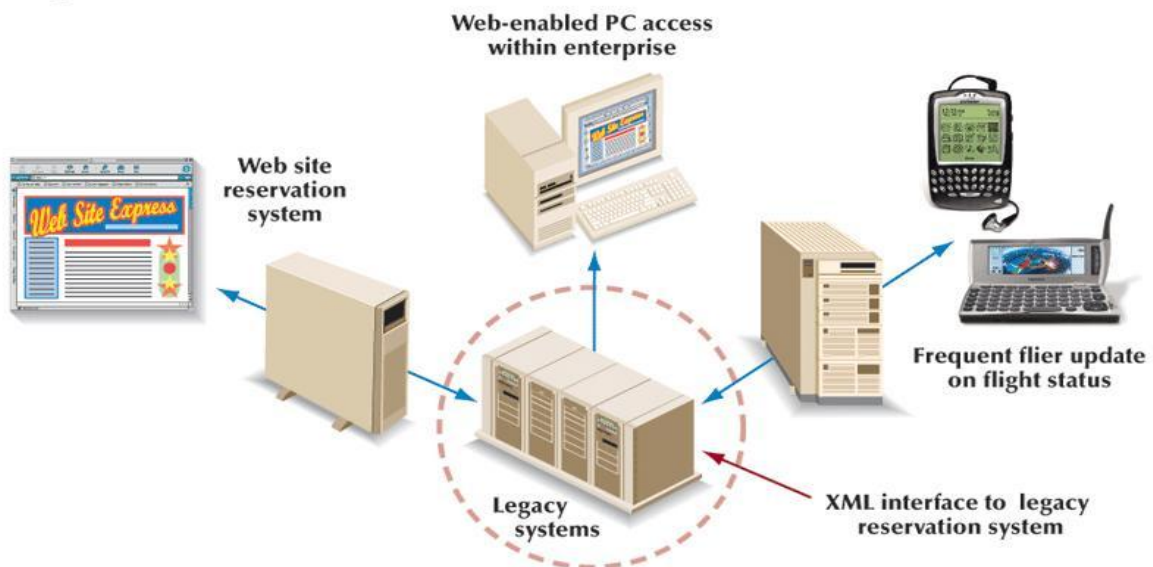 Web-enabled PC access
within enterprise
Web site
reservation
system
Web Site Express
Web Site Express
Frequent flier update
on flight status
Legacy
systems
XML interface to legacy
reservation system